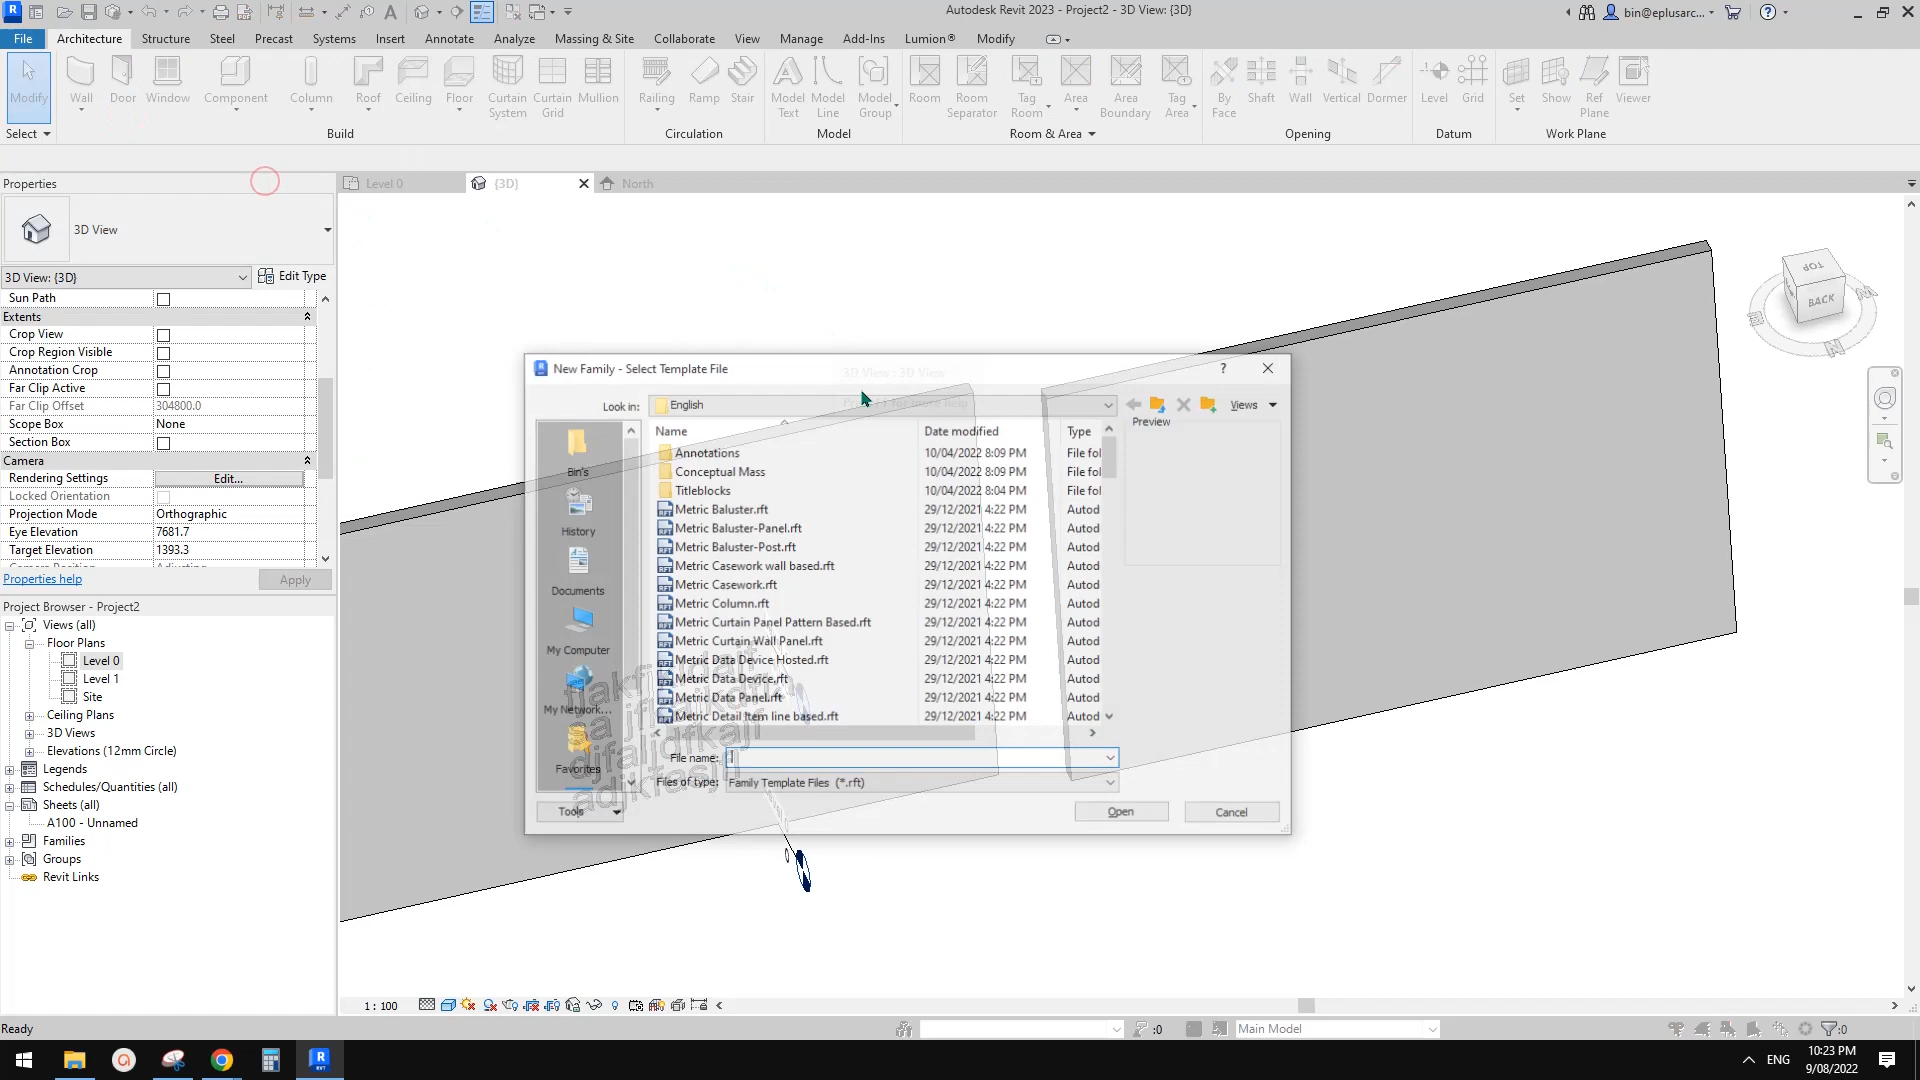 Autodesk Revit 2023 - Project2 - 3D View: {3D}
bin@eplusarc...
File Architecture Structure Steel Precast Systems Insert Annotate Analyze Massing & Site Collaborate View Manage Add-Ins Lumion® Modify
Modify Wall Door Window Component Column Roof Ceiling Floor Curtain System Curtain Grid Mullion Railing Ramp Stair Model Text Model Line Model Group Room Room Separator Tag Room Area Area Boundary Tag Area By Face Shaft Wall Vertical Dormer Level Grid Set Show Ref Plane Viewer
Select Build Circulation Model Room & Area Opening Datum Work Plane
Properties
Level 0 {3D} North
3D View
3D View: {3D} Edit Type
Sun Path
Extents
Crop View
Crop Region Visible
Annotation Crop
Far Clip Active
Far Clip Offset 304800.0
Scope Box None
Section Box
Camera
Rendering Settings Edit...
Locked Orientation
Projection Mode Orthographic
Eye Elevation 7681.7
Target Elevation 1393.3
Camera Position Adjusting
Properties help Apply
Project Browser - Project2
Views (all)
Floor Plans
Level 0
Level 1
Site
Ceiling Plans
3D Views
Elevations (12mm Circle)
Legends
Schedules/Quantities (all)
Sheets (all)
A100 - Unnamed
Families
Groups
Revit Links
TOP
BACK
New Family - Select Template File
3D View : 3D View
Look in: English Views
Preview
Name Date modified Type
Annotations 10/04/2022 8:09 PM File fol
Conceptual Mass 10/04/2022 8:09 PM File fol
Titleblocks 10/04/2022 8:04 PM File fol
Metric Baluster.rft 29/12/2021 4:22 PM Autod
Metric Baluster-Panel.rft 29/12/2021 4:22 PM Autod
Metric Baluster-Post.rft 29/12/2021 4:22 PM Autod
Metric Casework wall based.rft 29/12/2021 4:22 PM Autod
Metric Casework.rft 29/12/2021 4:22 PM Autod
Metric Column.rft 29/12/2021 4:22 PM Autod
Metric Curtain Panel Pattern Based.rft 29/12/2021 4:22 PM Autod
Metric Curtain Wall Panel.rft 29/12/2021 4:22 PM Autod
Metric Data Device Hosted.rft 29/12/2021 4:22 PM Autod
Metric Data Device.rft 29/12/2021 4:22 PM Autod
Metric Data Panel.rft 29/12/2021 4:22 PM Autod
Metric Detail Item line based.rft 29/12/2021 4:22 PM Autod
Bin's
History
Documents
My Computer
My Network...
Favorites
File name:
Files of type: Family Template Files (*.rft)
Tools Open Cancel
1 : 100
Ready :0 Main Model :0
ENG 10:23 PM
9/08/2022